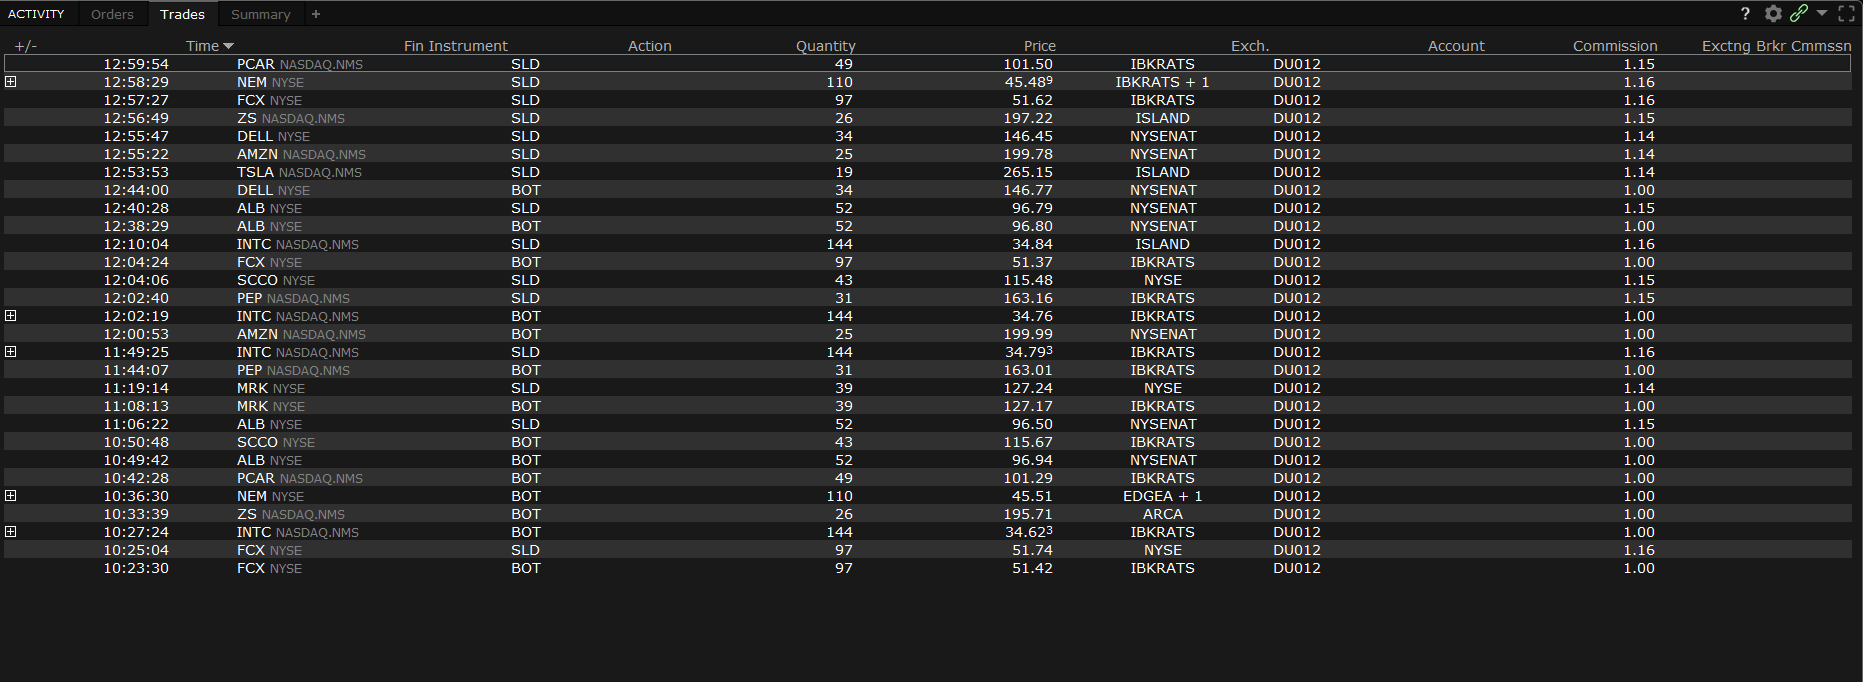 ACTIVITY Orders Trades Summary + ?
+/- Time Fin Instrument Action Quantity Price Exch. Account Commission Exctng Brkr Cmmssn
12:59:54 PCAR NASDAQ.NMS SLD 49 101.50 IBKRATS DU012 1.15
12:58:29 NEM NYSE SLD 110 45.48⁹ IBKRATS + 1 DU012 1.16
12:57:27 FCX NYSE SLD 97 51.62 IBKRATS DU012 1.16
12:56:49 ZS NASDAQ.NMS SLD 26 197.22 ISLAND DU012 1.15
12:55:47 DELL NYSE SLD 34 146.45 NYSENAT DU012 1.14
12:55:22 AMZN NASDAQ.NMS SLD 25 199.78 NYSENAT DU012 1.14
12:53:53 TSLA NASDAQ.NMS SLD 19 265.15 ISLAND DU012 1.14
12:44:00 DELL NYSE BOT 34 146.77 NYSENAT DU012 1.00
12:40:28 ALB NYSE SLD 52 96.79 NYSENAT DU012 1.15
12:38:29 ALB NYSE BOT 52 96.80 NYSENAT DU012 1.00
12:10:04 INTC NASDAQ.NMS SLD 144 34.84 ISLAND DU012 1.16
12:04:24 FCX NYSE BOT 97 51.37 IBKRATS DU012 1.00
12:04:06 SCCO NYSE SLD 43 115.48 NYSE DU012 1.15
12:02:40 PEP NASDAQ.NMS SLD 31 163.16 IBKRATS DU012 1.15
12:02:19 INTC NASDAQ.NMS BOT 144 34.76 IBKRATS DU012 1.00
12:00:53 AMZN NASDAQ.NMS BOT 25 199.99 NYSENAT DU012 1.00
11:49:25 INTC NASDAQ.NMS SLD 144 34.79³ IBKRATS DU012 1.16
11:44:07 PEP NASDAQ.NMS BOT 31 163.01 IBKRATS DU012 1.00
11:19:14 MRK NYSE SLD 39 127.24 NYSE DU012 1.14
11:08:13 MRK NYSE BOT 39 127.17 IBKRATS DU012 1.00
11:06:22 ALB NYSE SLD 52 96.50 NYSENAT DU012 1.15
10:50:48 SCCO NYSE BOT 43 115.67 IBKRATS DU012 1.00
10:49:42 ALB NYSE BOT 52 96.94 NYSENAT DU012 1.00
10:42:28 PCAR NASDAQ.NMS BOT 49 101.29 IBKRATS DU012 1.00
10:36:30 NEM NYSE BOT 110 45.51 EDGEA + 1 DU012 1.00
10:33:39 ZS NASDAQ.NMS BOT 26 195.71 ARCA DU012 1.00
10:27:24 INTC NASDAQ.NMS BOT 144 34.62³ IBKRATS DU012 1.00
10:25:04 FCX NYSE SLD 97 51.74 NYSE DU012 1.16
10:23:30 FCX NYSE BOT 97 51.42 IBKRATS DU012 1.00